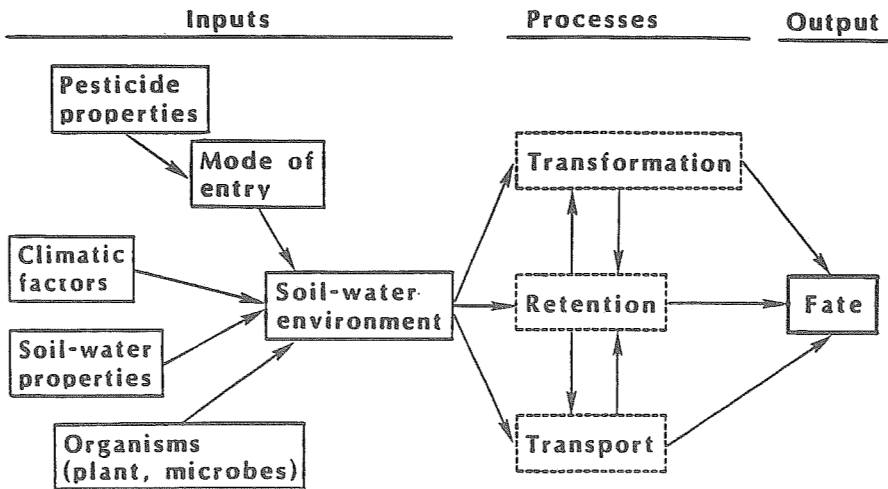 Inputs
Processes
Output
Pesticide
properties
Mode of
entry
Climatic
factors
Soil-water
properties
Organisms
(plant, microbes)
Soil-water
environment
Transformation
Retention
Transport
Fate